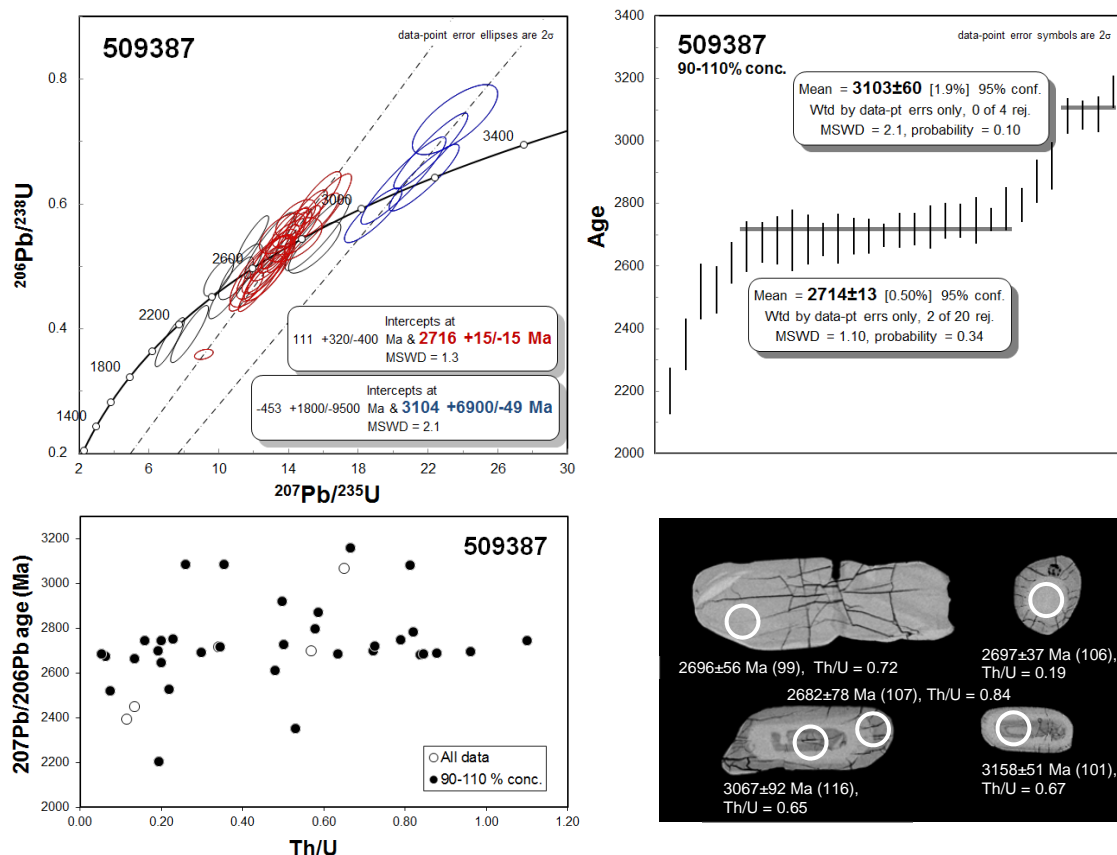 509387
data-point error ellipses are 2σ
0.8
0.6
0.4
0.2
206Pb/238U
1400
1800
2200
2600
3000
3400
Intercepts at
111 +320/-400 Ma & 2716 +15/-15 Ma
MSWD = 1.3
Intercepts at
-453 +1800/-9500 Ma & 3104 +6900/-49 Ma
MSWD = 2.1
2 6 10 14 18 22 26 30
207Pb/235U
509387
90-110% conc.
data-point error symbols are 2σ
Mean = 3103±60 [1.9%] 95% conf.
Wtd by data-pt errs only, 0 of 4 rej.
MSWD = 2.1, probability = 0.10
Age
3400
3200
3000
2800
2600
2400
2200
2000
Mean = 2714±13 [0.50%] 95% conf.
Wtd by data-pt errs only, 2 of 20 rej.
MSWD = 1.10, probability = 0.34
509387
207Pb/206Pb age (Ma)
3200
3000
2800
2600
2400
2200
2000
All data
90-110 % conc.
0.00 0.20 0.40 0.60 0.80 1.00 1.20
Th/U
2696±56 Ma (99), Th/U = 0.72
2697±37 Ma (106),
Th/U = 0.19
2682±78 Ma (107), Th/U = 0.84
3067±92 Ma (116),
Th/U = 0.65
3158±51 Ma (101),
Th/U = 0.67